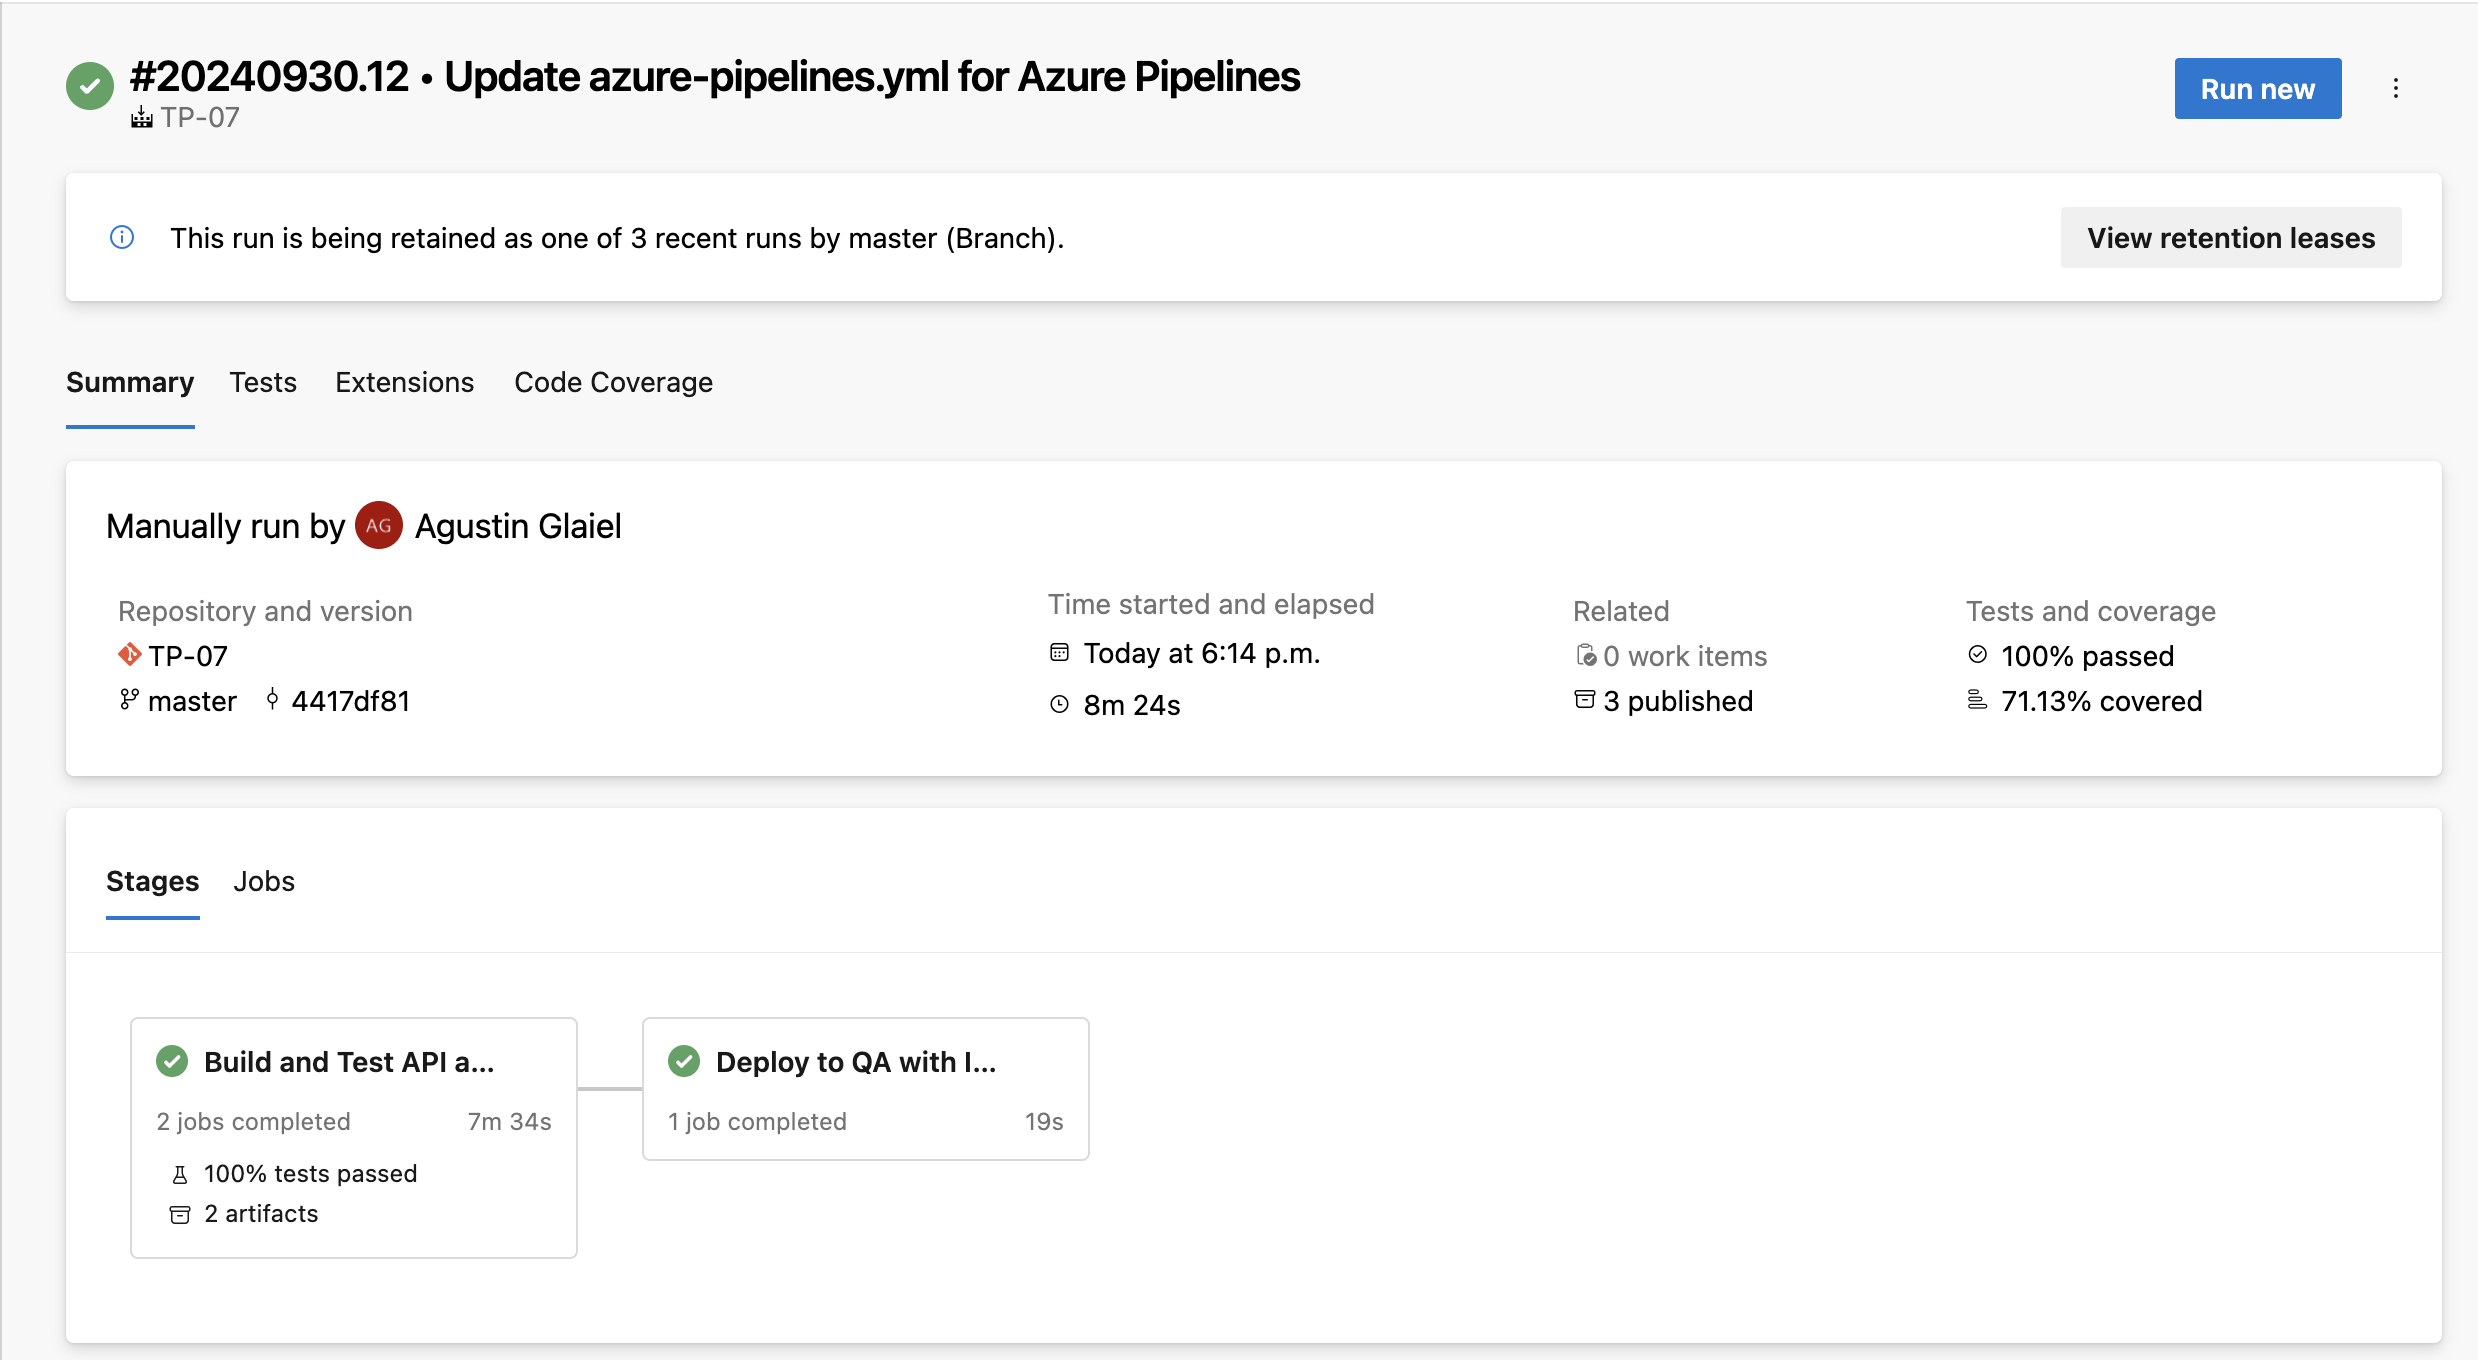 #20240930.12 • Update azure-pipelines.yml for Azure Pipelines
TP-07
Run new
This run is being retained as one of 3 recent runs by master (Branch).
View retention leases
Summary Tests Extensions Code Coverage
Manually run by AG Agustin Glaiel
Repository and version
TP-07
master 4417df81
Time started and elapsed
Today at 6:14 p.m.
8m 24s
Related
0 work items
3 published
Tests and coverage
100% passed
71.13% covered
Stages Jobs
Build and Test API a...
2 jobs completed 7m 34s
100% tests passed
2 artifacts
Deploy to QA with I...
1 job completed 19s